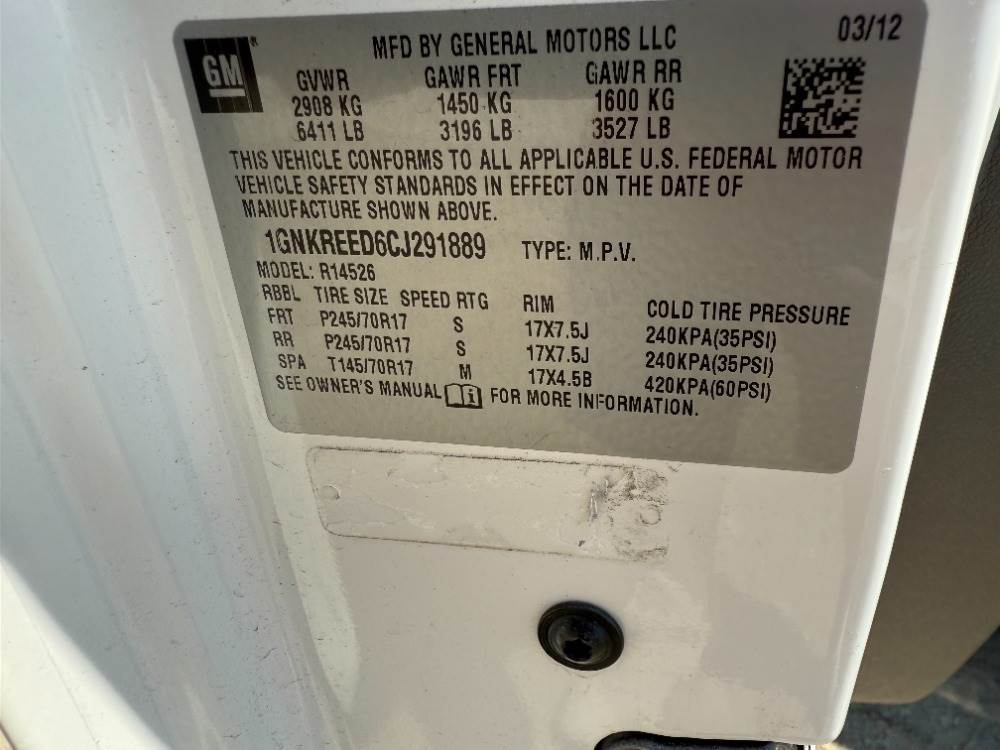 GM
MFD BY GENERAL MOTORS LLC 03/12
GVWR GAWR FRT GAWR RR
2908 KG 1450 KG 1600 KG
6411 LB 3196 LB 3527 LB
THIS VEHICLE CONFORMS TO ALL APPLICABLE U.S. FEDERAL MOTOR
VEHICLE SAFETY STANDARDS IN EFFECT ON THE DATE OF
MANUFACTURE SHOWN ABOVE.
1GNKREED6CJ291889 TYPE: M.P.V.
MODEL: R14526
RBBL TIRE SIZE SPEED RTG RIM COLD TIRE PRESSURE
FRT P245/70R17 S 17X7.5J 240KPA(35PSI)
RR P245/70R17 S 17X7.5J 240KPA(35PSI)
SPA T145/70R17 M 17X4.5B 420KPA(60PSI)
SEE OWNER'S MANUAL FOR MORE INFORMATION.